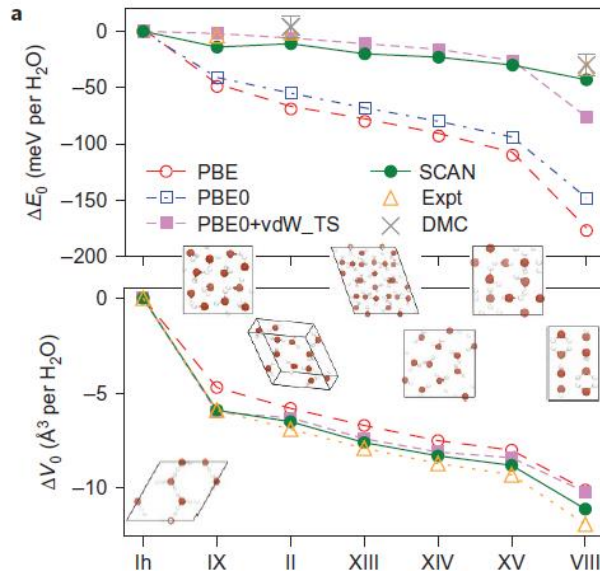 a
0
−50
−100
−150
−200
ΔE₀ (meV per H₂O)
PBE
PBE0
PBE0+vdW_TS
SCAN
Expt
DMC
0
−5
−10
ΔV₀ (Å³ per H₂O)
Ih IX II XIII XIV XV VIII